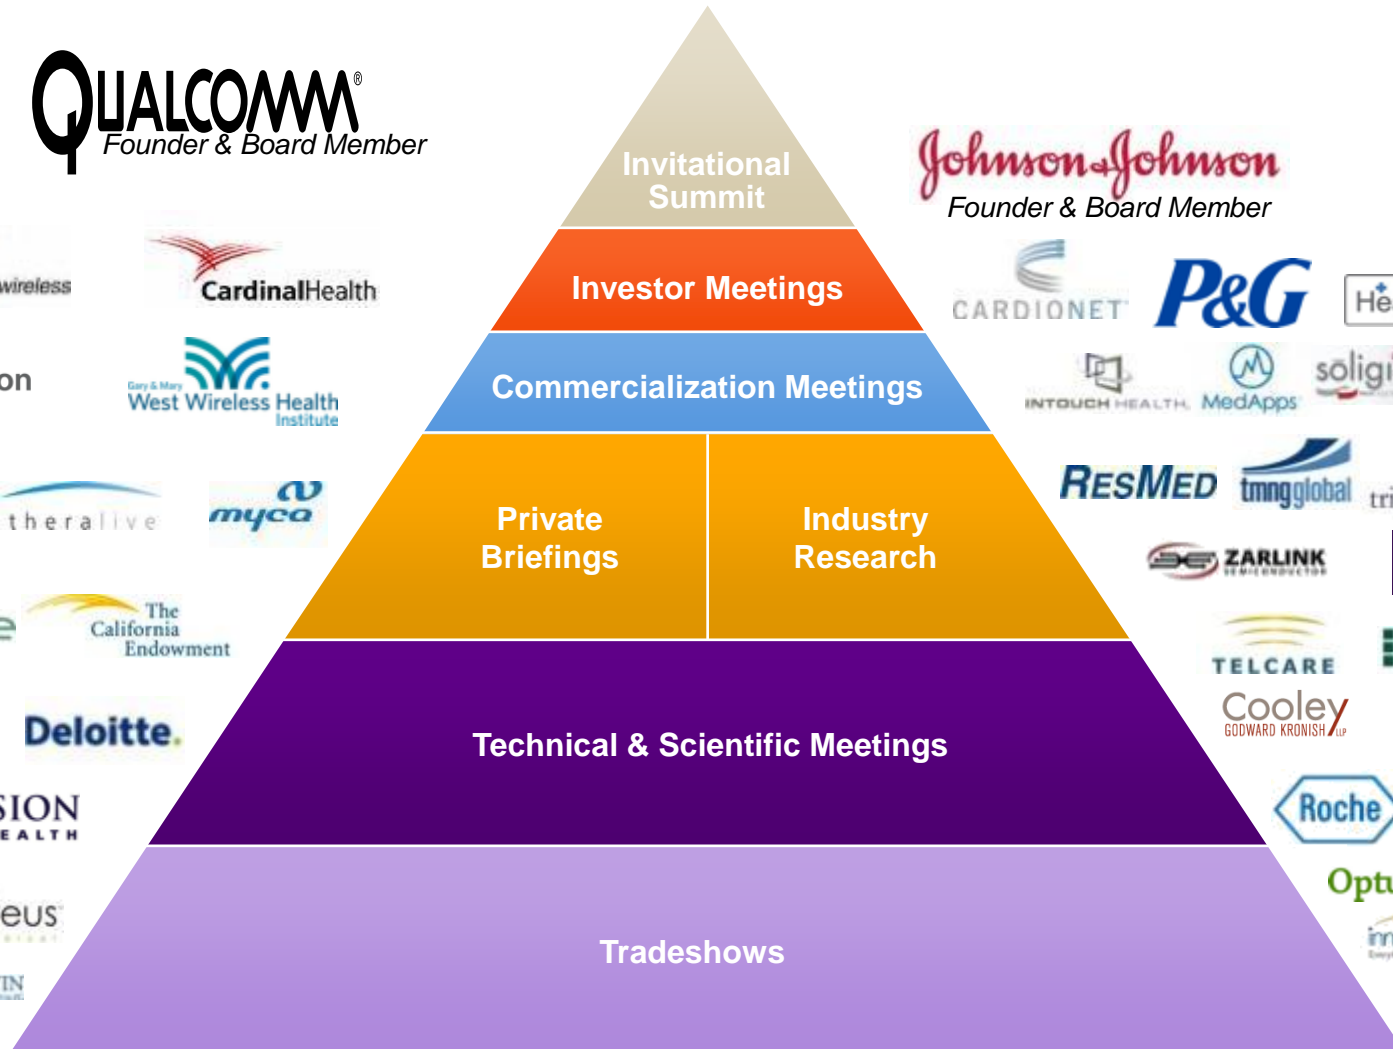 QUALCOMM®
Founder & Board Member
Invitational
Summit
Johnson&Johnson
Founder & Board Member
wireless
CardinalHealth
Investor Meetings
CARDIONET
P&G
Gary & Mary
West Wireless Health
Institute
Commercialization Meetings
INTOUCH HEALTH
MedApps
theralive
myca
Private
Briefings
Industry
Research
RESMED
tmngglobal
ZARLINK
SEMICONDUCTOR
The
California
Endowment
TELCARE
Deloitte.
Technical & Scientific Meetings
Cooley
GODWARD KRONISH LLP
Roche
Tradeshows